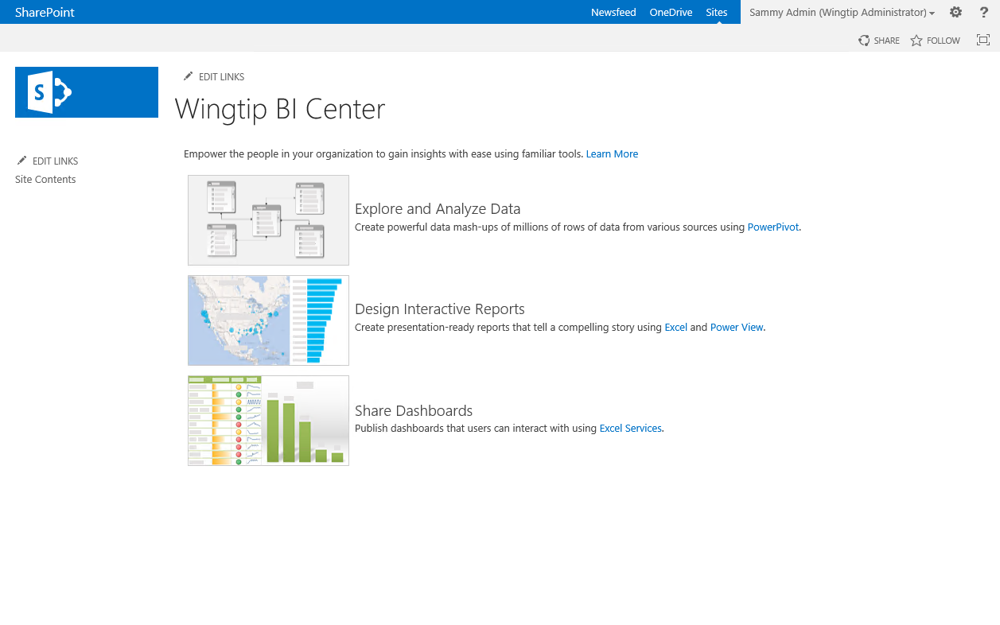 SharePoint
Newsfeed OneDrive Sites Sammy Admin (Wingtip Administrator) ?
SHARE FOLLOW
S
EDIT LINKS
Wingtip BI Center
EDIT LINKS
Site Contents
Empower the people in your organization to gain insights with ease using familiar tools. Learn More
Explore and Analyze Data
Create powerful data mash-ups of millions of rows of data from various sources using PowerPivot.
Design Interactive Reports
Create presentation-ready reports that tell a compelling story using Excel and Power View.
Share Dashboards
Publish dashboards that users can interact with using Excel Services.